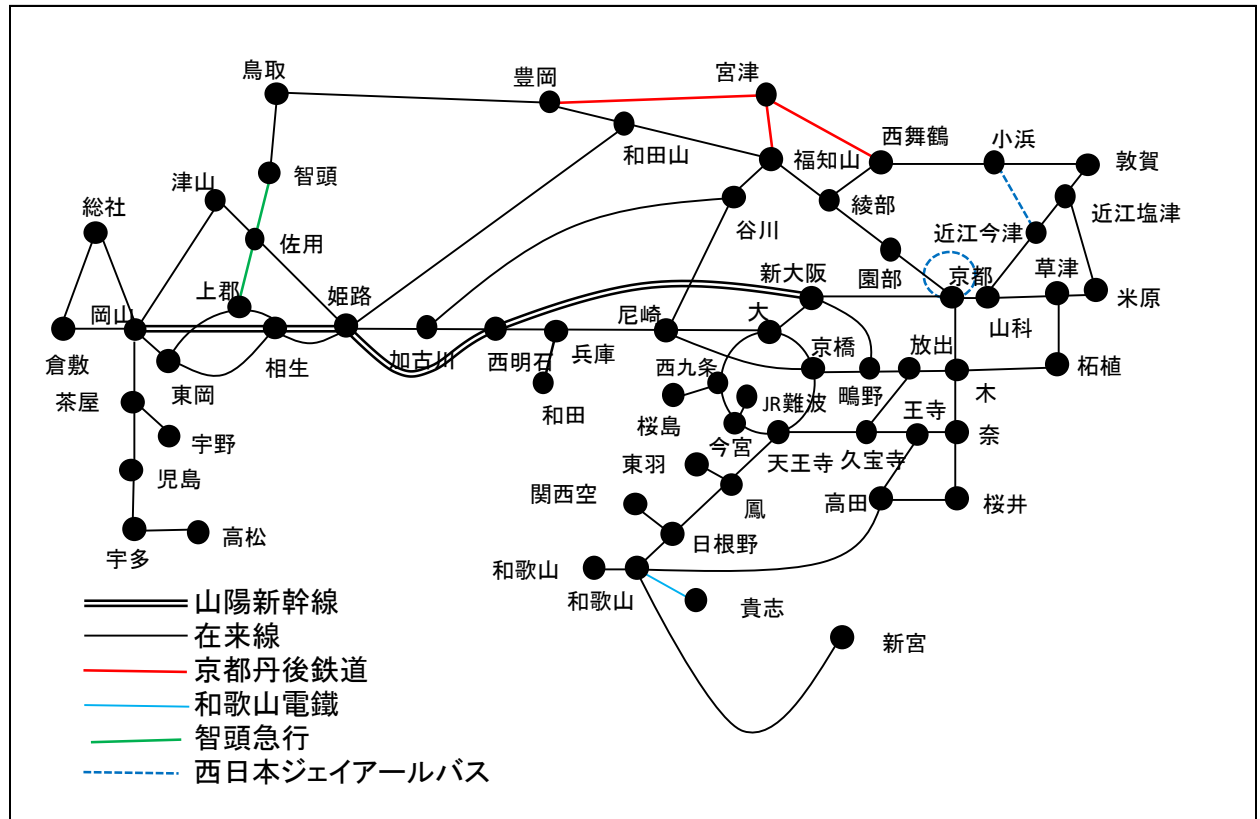 鳥取
豊岡
宮津
西舞鶴
小浜
敦賀
和田山
福知山
智頭
津山
総社
綾部
近江塩津
谷川
佐用
近江今津
園部
草津
新大阪
京都
上郡
姫路
米原
岡山
尼崎
大
山科
倉敷
加古川
西明石
兵庫
京橋
放出
東岡
相生
西九条
柘植
茶屋
和田
JR難波
鴫野
木
桜島
王寺
宇野
今宮
奈
東羽
天王寺
久宝寺
児島
関西空
鳳
高田
桜井
高松
日根野
宇多
和歌山
和歌山
貴志
新宮
山陽新幹線
在来線
京都丹後鉄道
和歌山電鐵
智頭急行
西日本ジェイアールバス